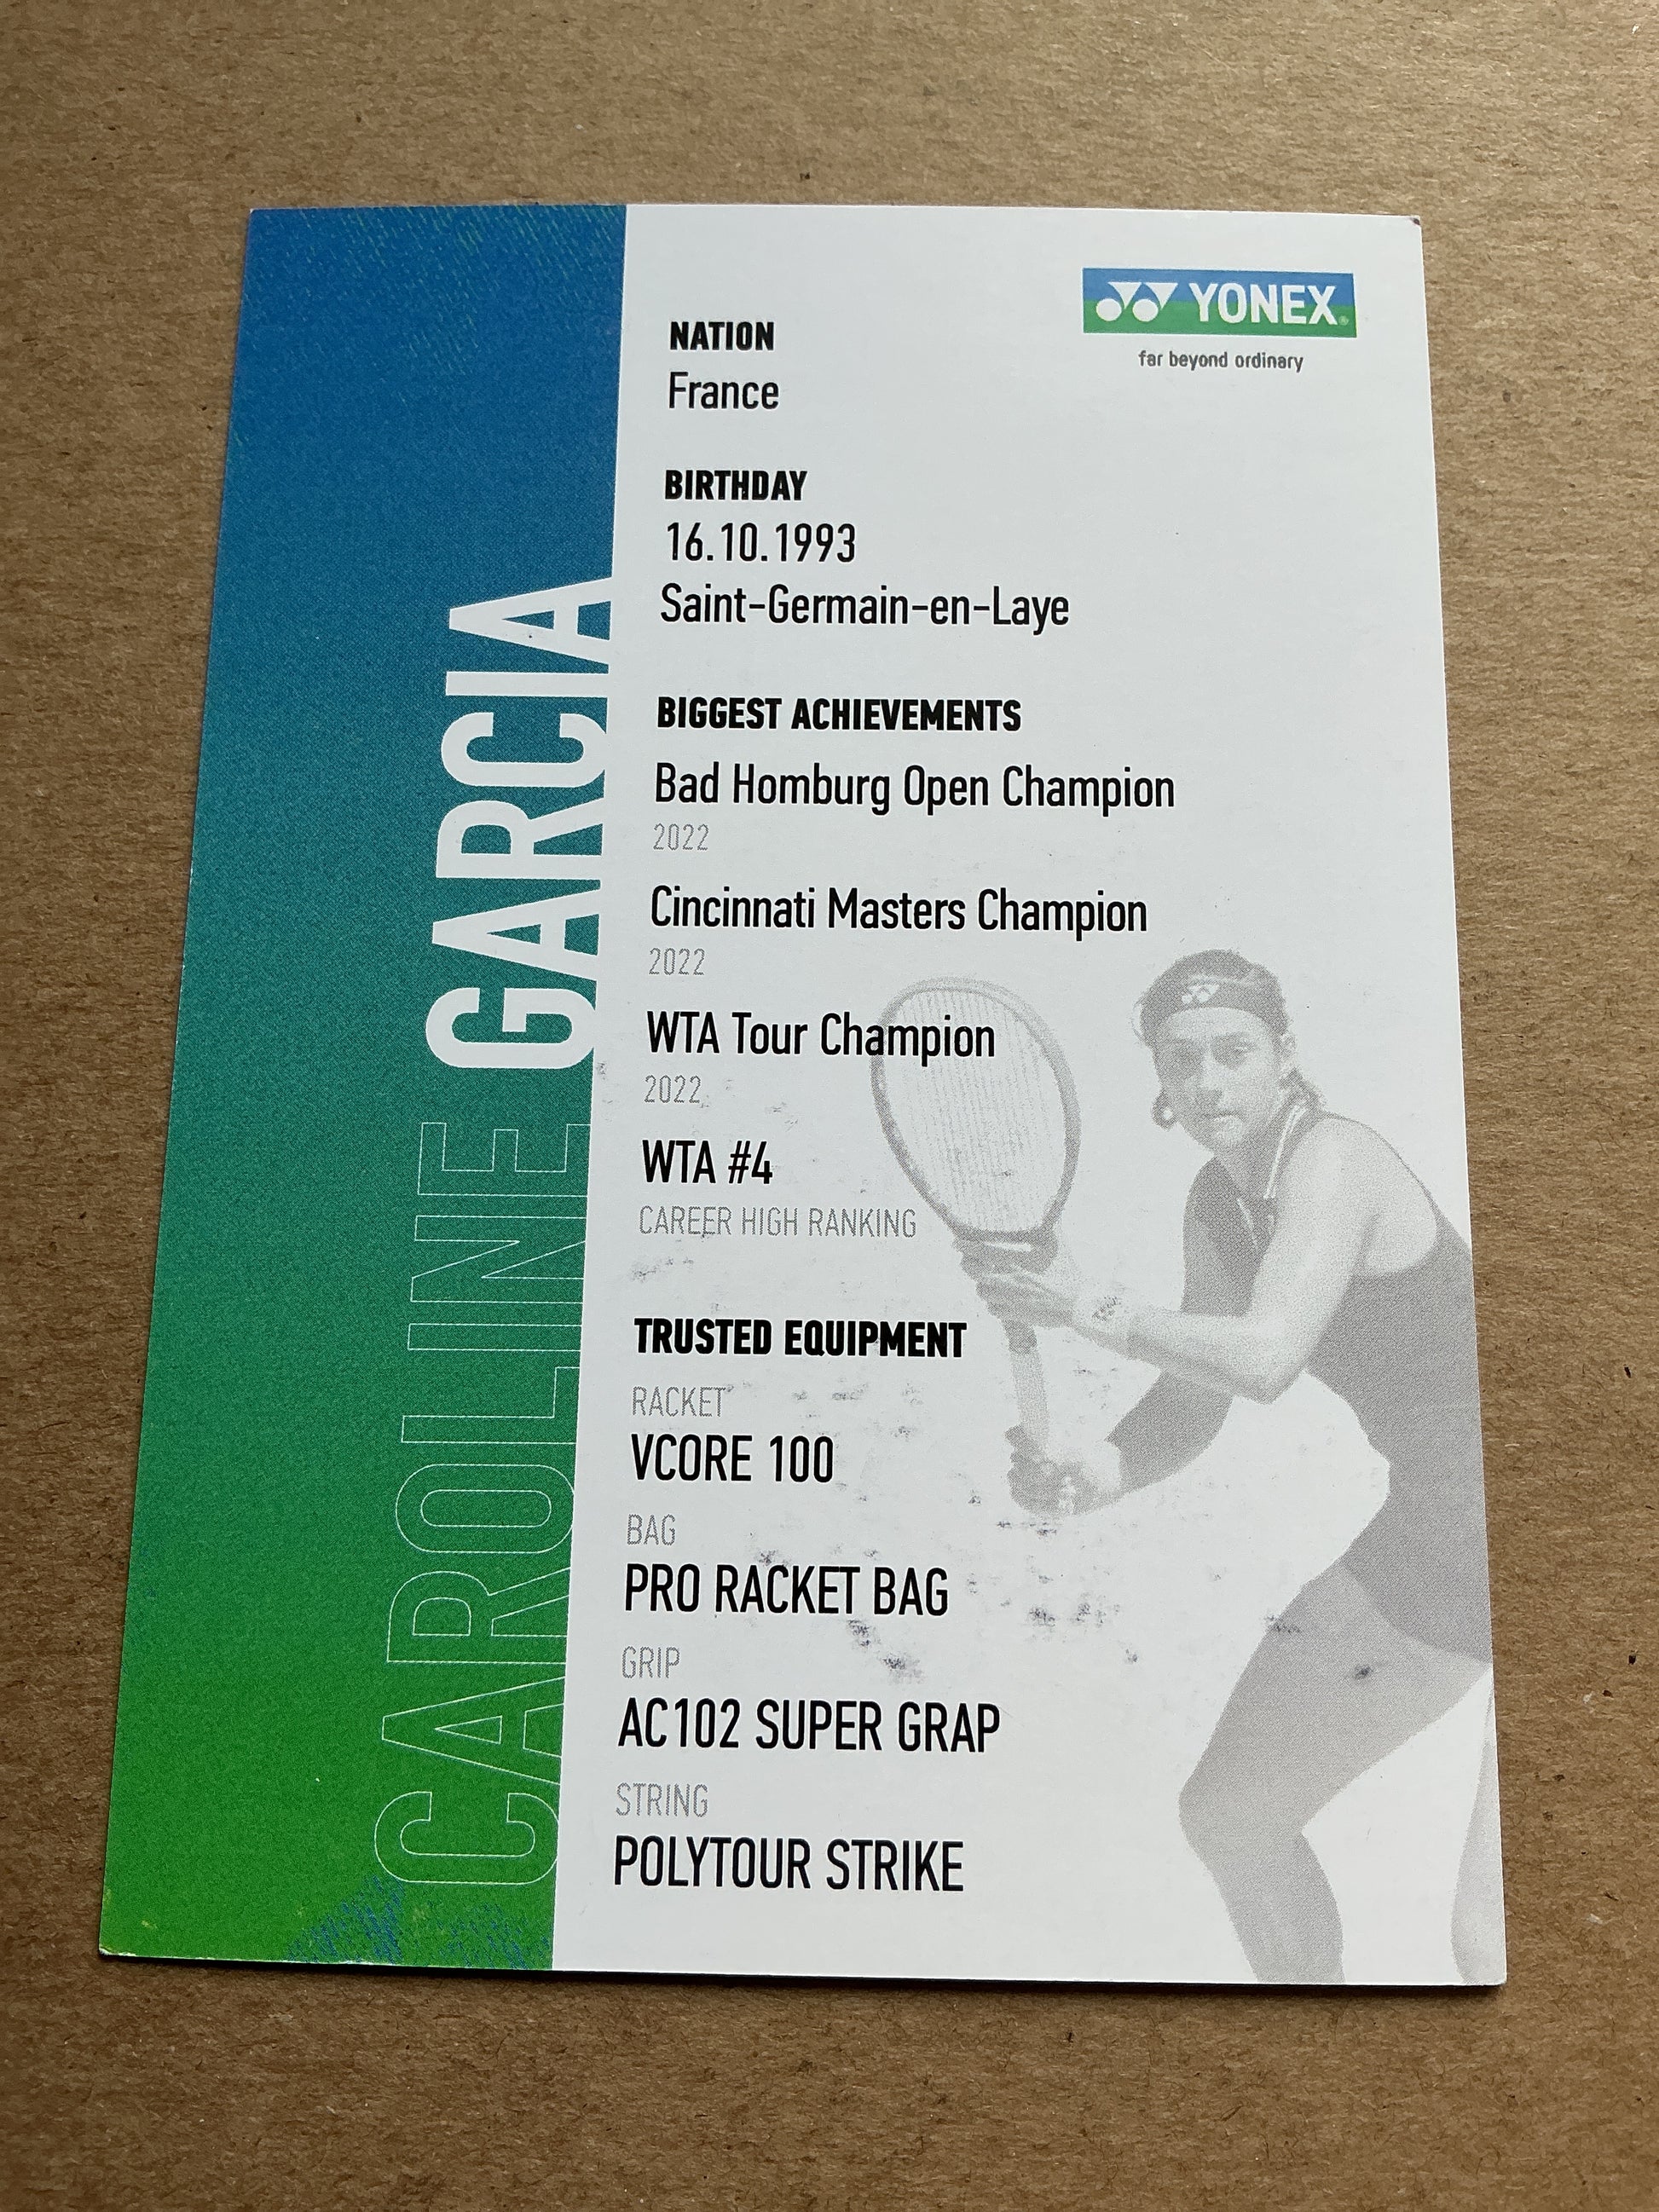 CAROLINE GARCIA
YONEX®
far beyond ordinary
NATION
France
BIRTHDAY
16.10.1993
Saint-Germain-en-Laye
BIGGEST ACHIEVEMENTS
Bad Homburg Open Champion
2022
Cincinnati Masters Champion
2022
WTA Tour Champion
2022
WTA #4
CAREER HIGH RANKING
TRUSTED EQUIPMENT
RACKET
VCORE 100
BAG
PRO RACKET BAG
GRIP
AC102 SUPER GRAP
STRING
POLYTOUR STRIKE